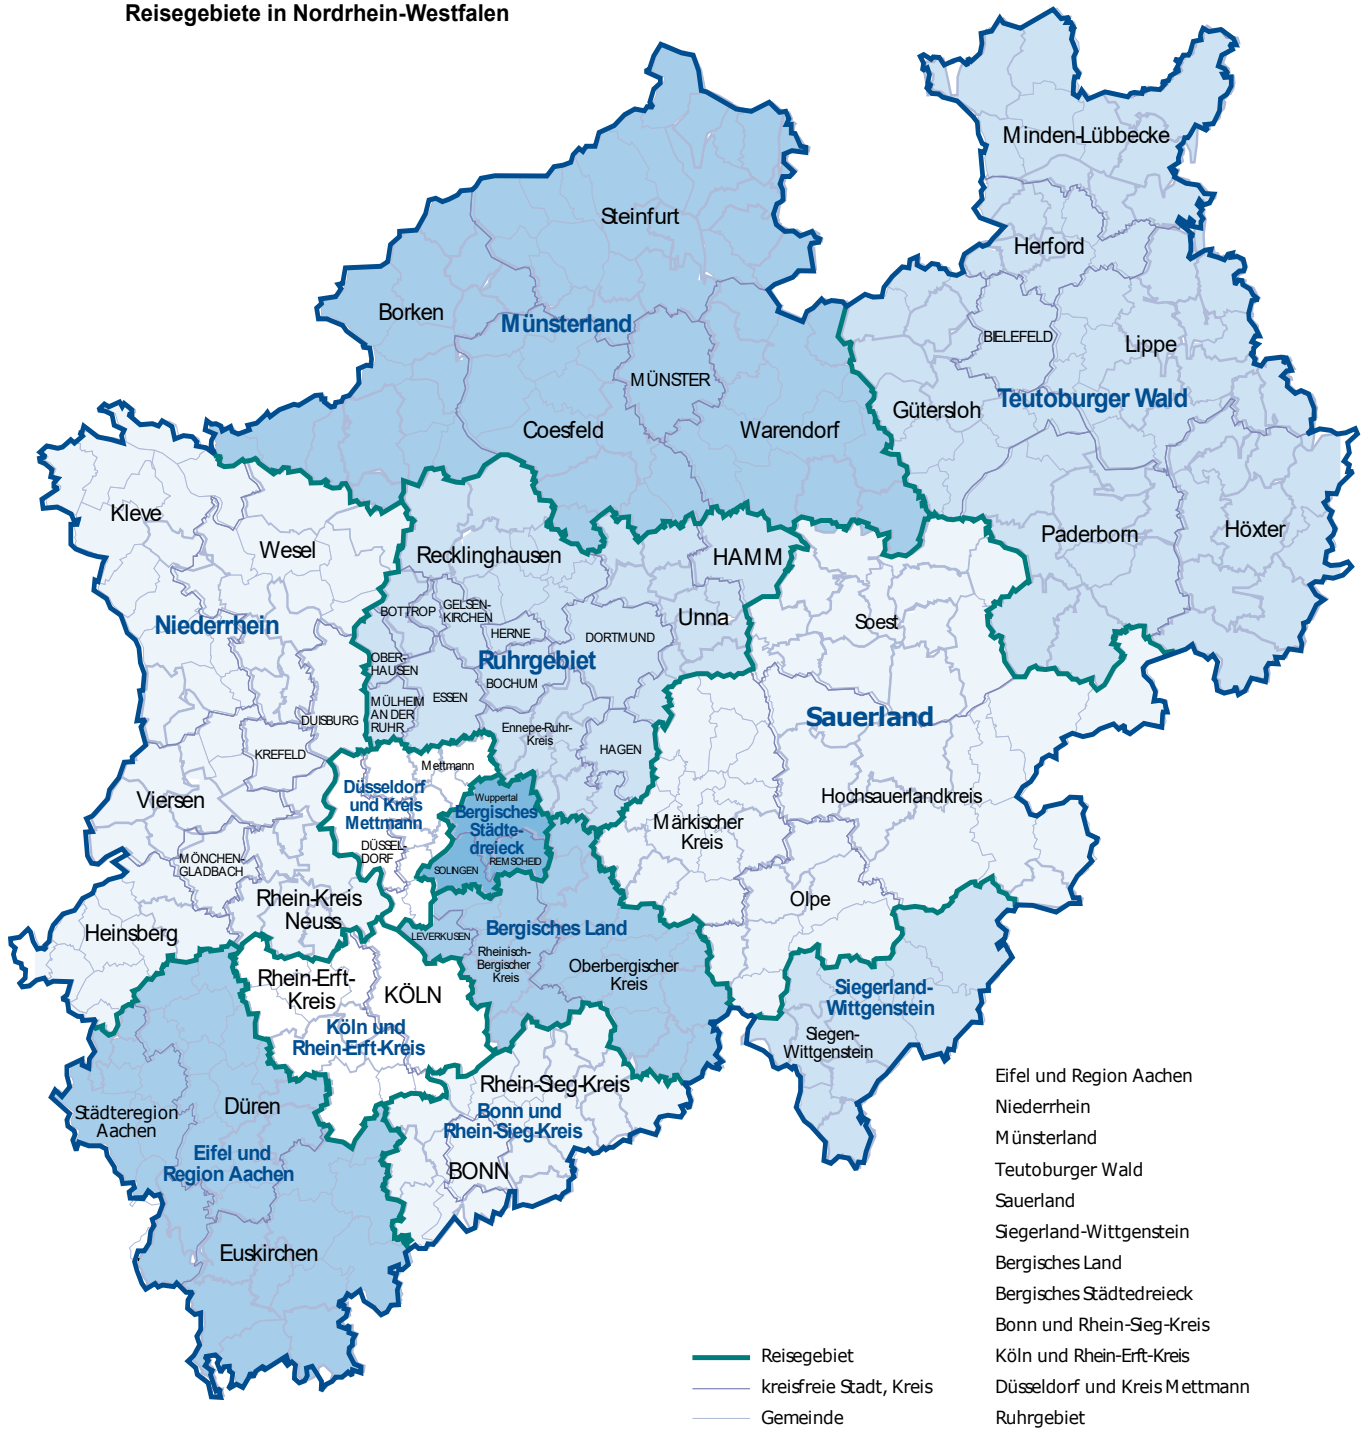 Reisegebiete in Nordrhein-Westfalen
Minden-Lübbecke
Steinfurt
Herford
Borken
Münsterland
BIELEFELD
Lippe
MÜNSTER
Teutoburger Wald
Gütersloh
Coesfeld
Warendorf
Kleve
Wesel
Paderborn
Höxter
Recklinghausen
HAMM
BOTTROP
GELSEN-
KIRCHEN
Niederrhein
HERNE
DORTMUND
Unna
Soest
OBER-
HAUSEN
Ruhrgebiet
BOCHUM
MÜLHEIM
AN DER
RUHR
ESSEN
DUISBURG
Sauerland
Ennepe-Ruhr-
Kreis
HAGEN
KREFELD
Mettmann
Düsseldorf
und Kreis
Mettmann
Viersen
Wuppertal
Bergisches
Städte-
dreieck
Hochsauerlandkreis
Märkischer
Kreis
DÜSSEL-
DORF
MÖNCHEN-
GLADBACH
SOLINGEN
REMSCHEID
Rhein-Kreis
Neuss
Olpe
Heinsberg
LEVERKUSEN
Bergisches Land
Rheinisch-
Bergischer
Kreis
Oberbergischer
Kreis
Rhein-Erft-
Kreis
KÖLN
Siegerland-
Wittgenstein
Köln und
Rhein-Erft-Kreis
Siegen-
Wittgenstein
Rhein-Sieg-Kreis
Städteregion
Aachen
Düren
Bonn und
Rhein-Sieg-Kreis
Eifel und
Region Aachen
BONN
Euskirchen
Eifel und Region Aachen
Niederrhein
Münsterland
Teutoburger Wald
Sauerland
Siegerland-Wittgenstein
Bergisches Land
Bergisches Städtedreieck
Bonn und Rhein-Sieg-Kreis
Köln und Rhein-Erft-Kreis
Düsseldorf und Kreis Mettmann
Ruhrgebiet
Reisegebiet
kreisfreie Stadt, Kreis
Gemeinde